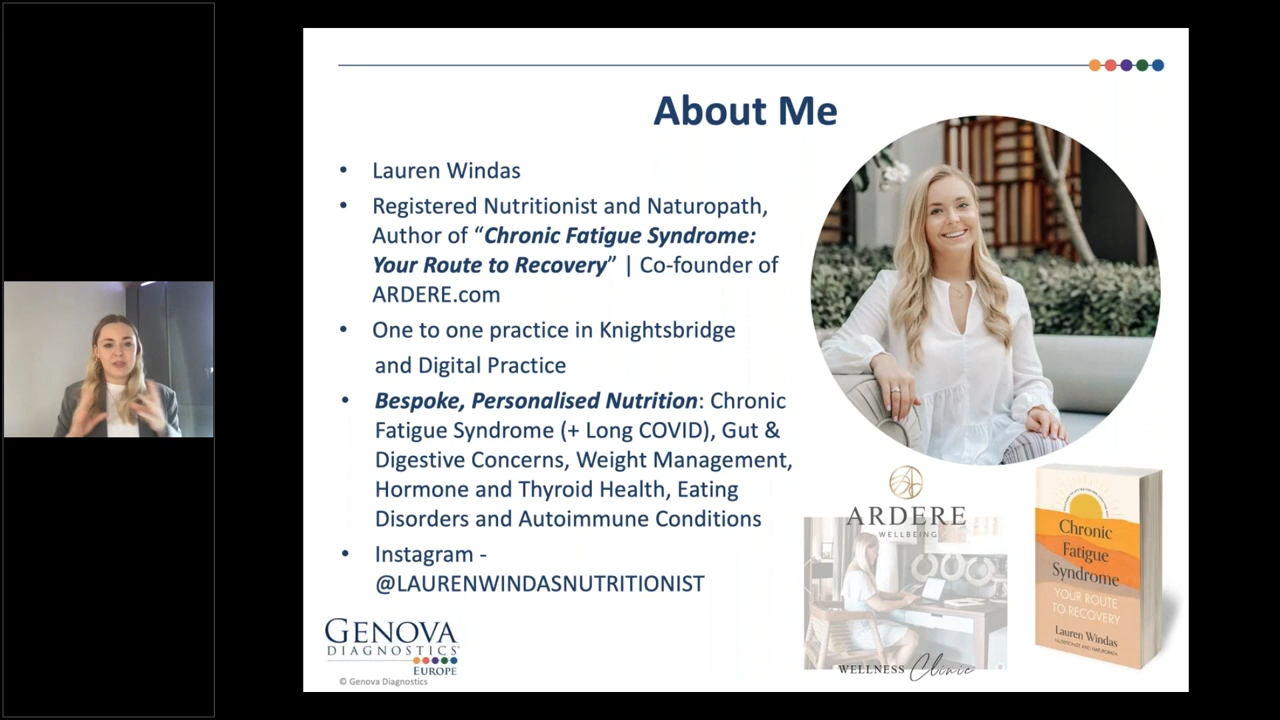 About Me
• Lauren Windas
• Registered Nutritionist and Naturopath,
Author of “Chronic Fatigue Syndrome:
Your Route to Recovery” | Co-founder of
ARDERE.com
• One to one practice in Knightsbridge
and Digital Practice
• Bespoke, Personalised Nutrition: Chronic
Fatigue Syndrome (+ Long COVID), Gut &
Digestive Concerns, Weight Management,
Hormone and Thyroid Health, Eating
Disorders and Autoimmune Conditions
• Instagram -
@LAURENWINDASNUTRITIONIST
ARDERE
WELLBEING
WELLNESS Clinic
Chronic
Fatigue
Syndrome
YOUR ROUTE
TO RECOVERY
Lauren Windas
NUTRITIONIST AND NATUROPATH
GENOVA
DIAGNOSTICS
EUROPE
© Genova Diagnostics